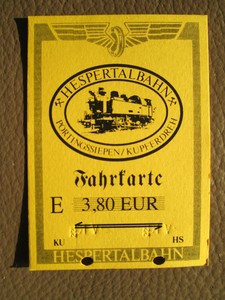 HESPERTALBAHN
PÖRTINGSSIEPEN/KUPFERDREH
Fahrkarte
E 3,80 EUR
KU HS
HESPERTALBAHN